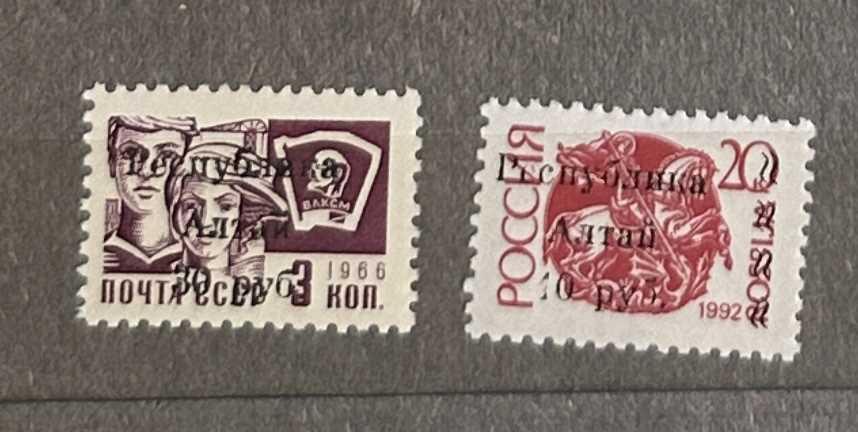 Республика
Алтай
30 руб.
ВЛКСМ
1966
ПОЧТА СССР 3 КОП.
РОССИЯ
20
Республика
Алтай
10 руб.
1992